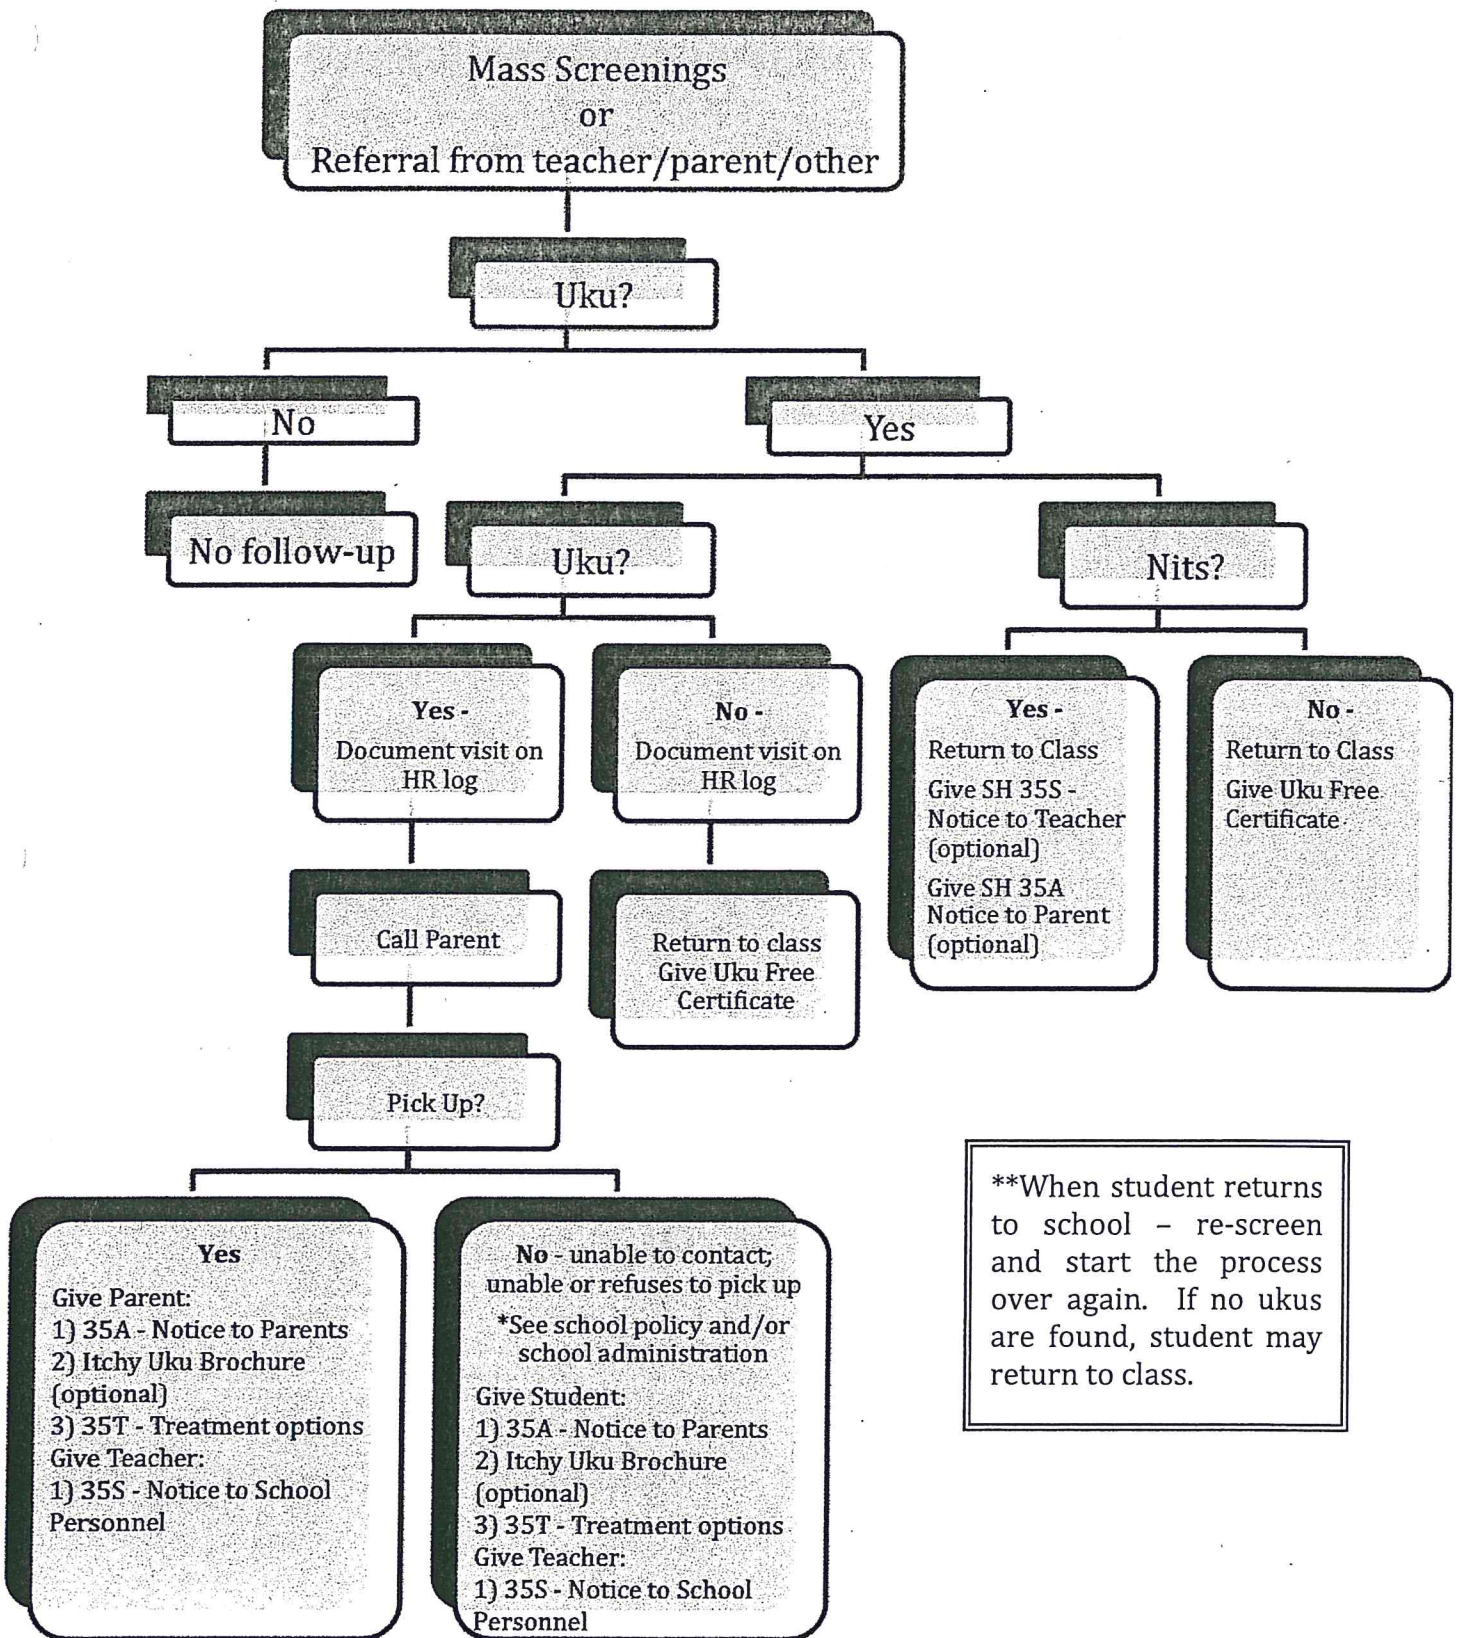 Mass Screenings
or
Referral from teacher/parent/other
Uku?
No
Yes
No follow-up
Uku?
Nits?
Yes -
Document visit on
HR log
No -
Document visit on
HR log
Yes -
Return to Class
Give SH 35S -
Notice to Teacher
(optional)
Give SH 35A
Notice to Parent
(optional)
No -
Return to Class
Give Uku Free
Certificate
Call Parent
Return to class
Give Uku Free
Certificate
Pick Up?
Yes
Give Parent:
1) 35A - Notice to Parents
2) Itchy Uku Brochure
(optional)
3) 35T - Treatment options
Give Teacher:
1) 35S - Notice to School
Personnel
No - unable to contact;
unable or refuses to pick up
*See school policy and/or
school administration
Give Student:
1) 35A - Notice to Parents
2) Itchy Uku Brochure
(optional)
3) 35T - Treatment options
Give Teacher:
1) 35S - Notice to School
Personnel
**When student returns
to school – re-screen
and start the process
over again. If no ukus
are found, student may
return to class.